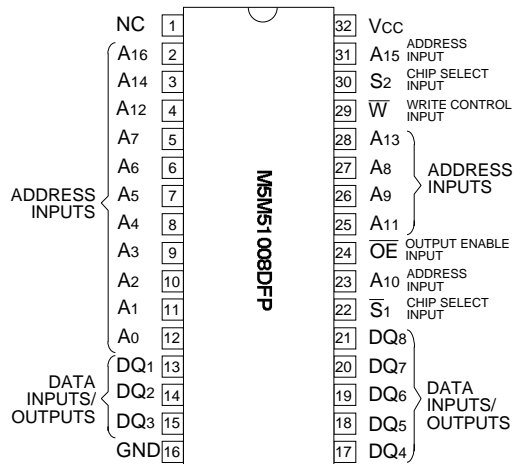 NC 1
A16 2
A14 3
A12 4
A7 5
A6 6
A5 7
A4 8
A3 9
A2 10
A1 11
A0 12
DQ1 13
DQ2 14
DQ3 15
GND 16
ADDRESS
INPUTS
DATA
INPUTS/
OUTPUTS
M5M51008DFP
32 VCC
31 A15 ADDRESS
INPUT
30 S2 CHIP SELECT
INPUT
29 W̅ WRITE CONTROL
INPUT
28 A13
27 A8
26 A9
25 A11
ADDRESS
INPUTS
24 O̅E̅ OUTPUT ENABLE
INPUT
23 A10 ADDRESS
INPUT
22 S̅1 CHIP SELECT
INPUT
21 DQ8
20 DQ7
19 DQ6
18 DQ5
17 DQ4
DATA
INPUTS/
OUTPUTS